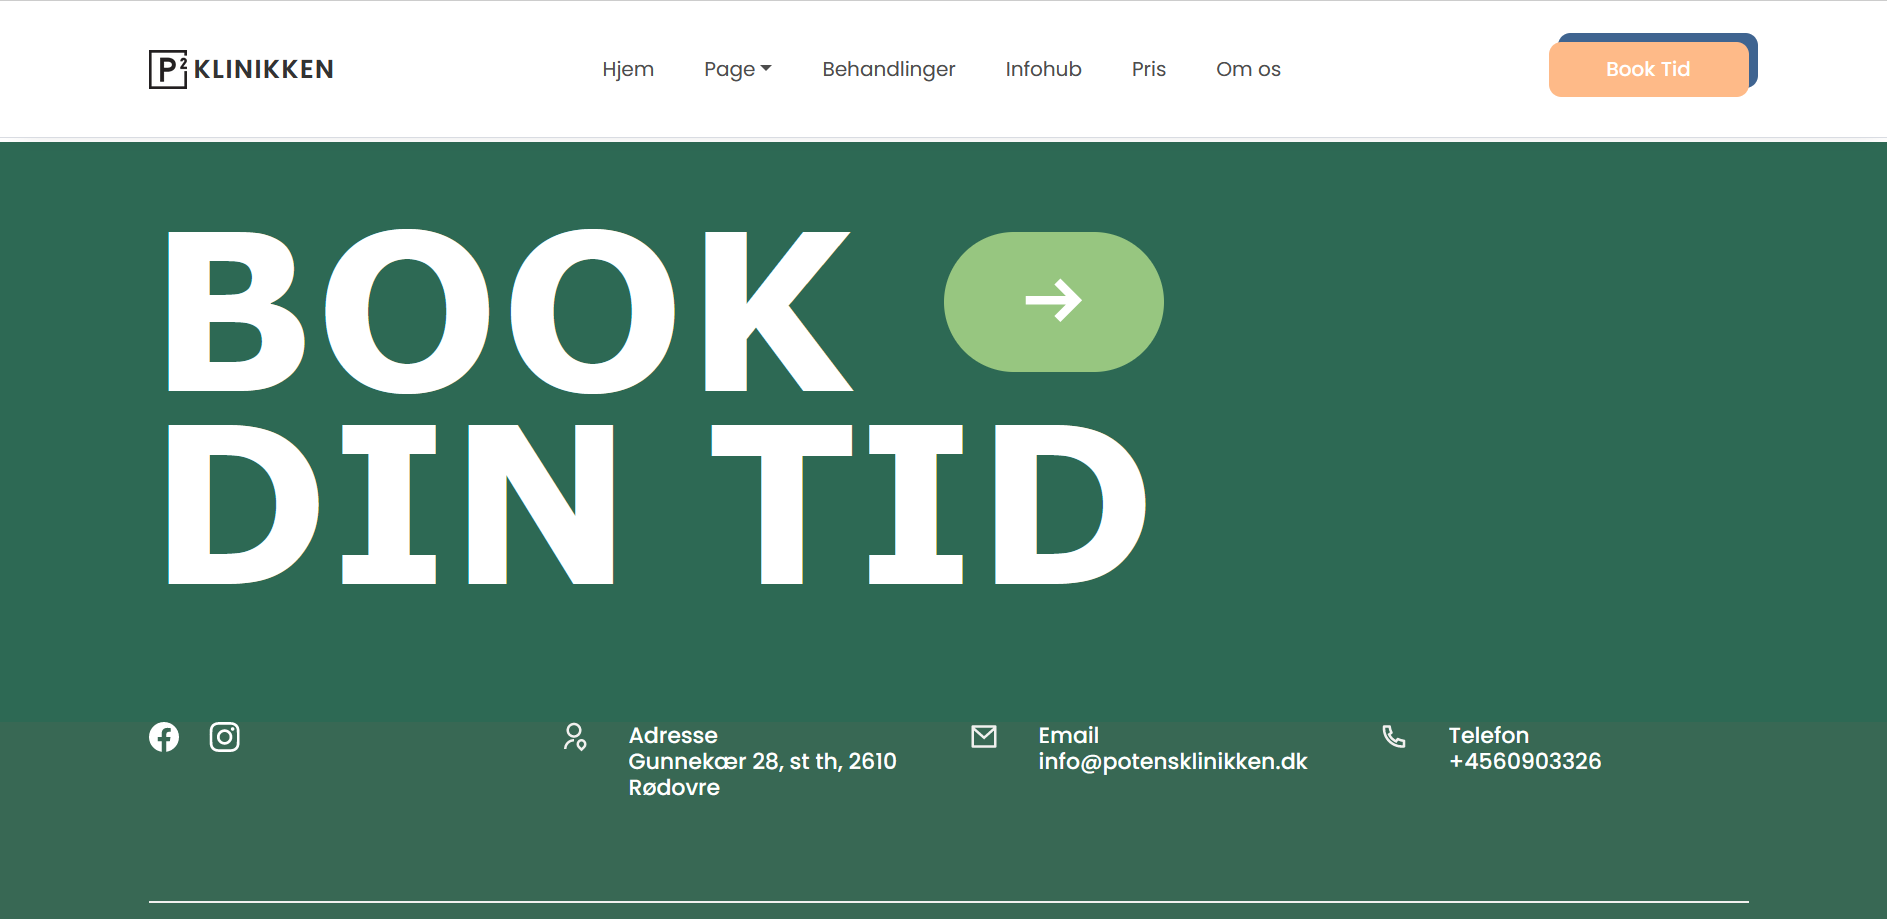 P² KLINIKKEN
Hjem Page Behandlinger Infohub Pris Om os
Book Tid
BOOK
DIN TID
Adresse
Gunnekær 28, st th, 2610
Rødovre
Email
info@potensklinikken.dk
Telefon
+4560903326